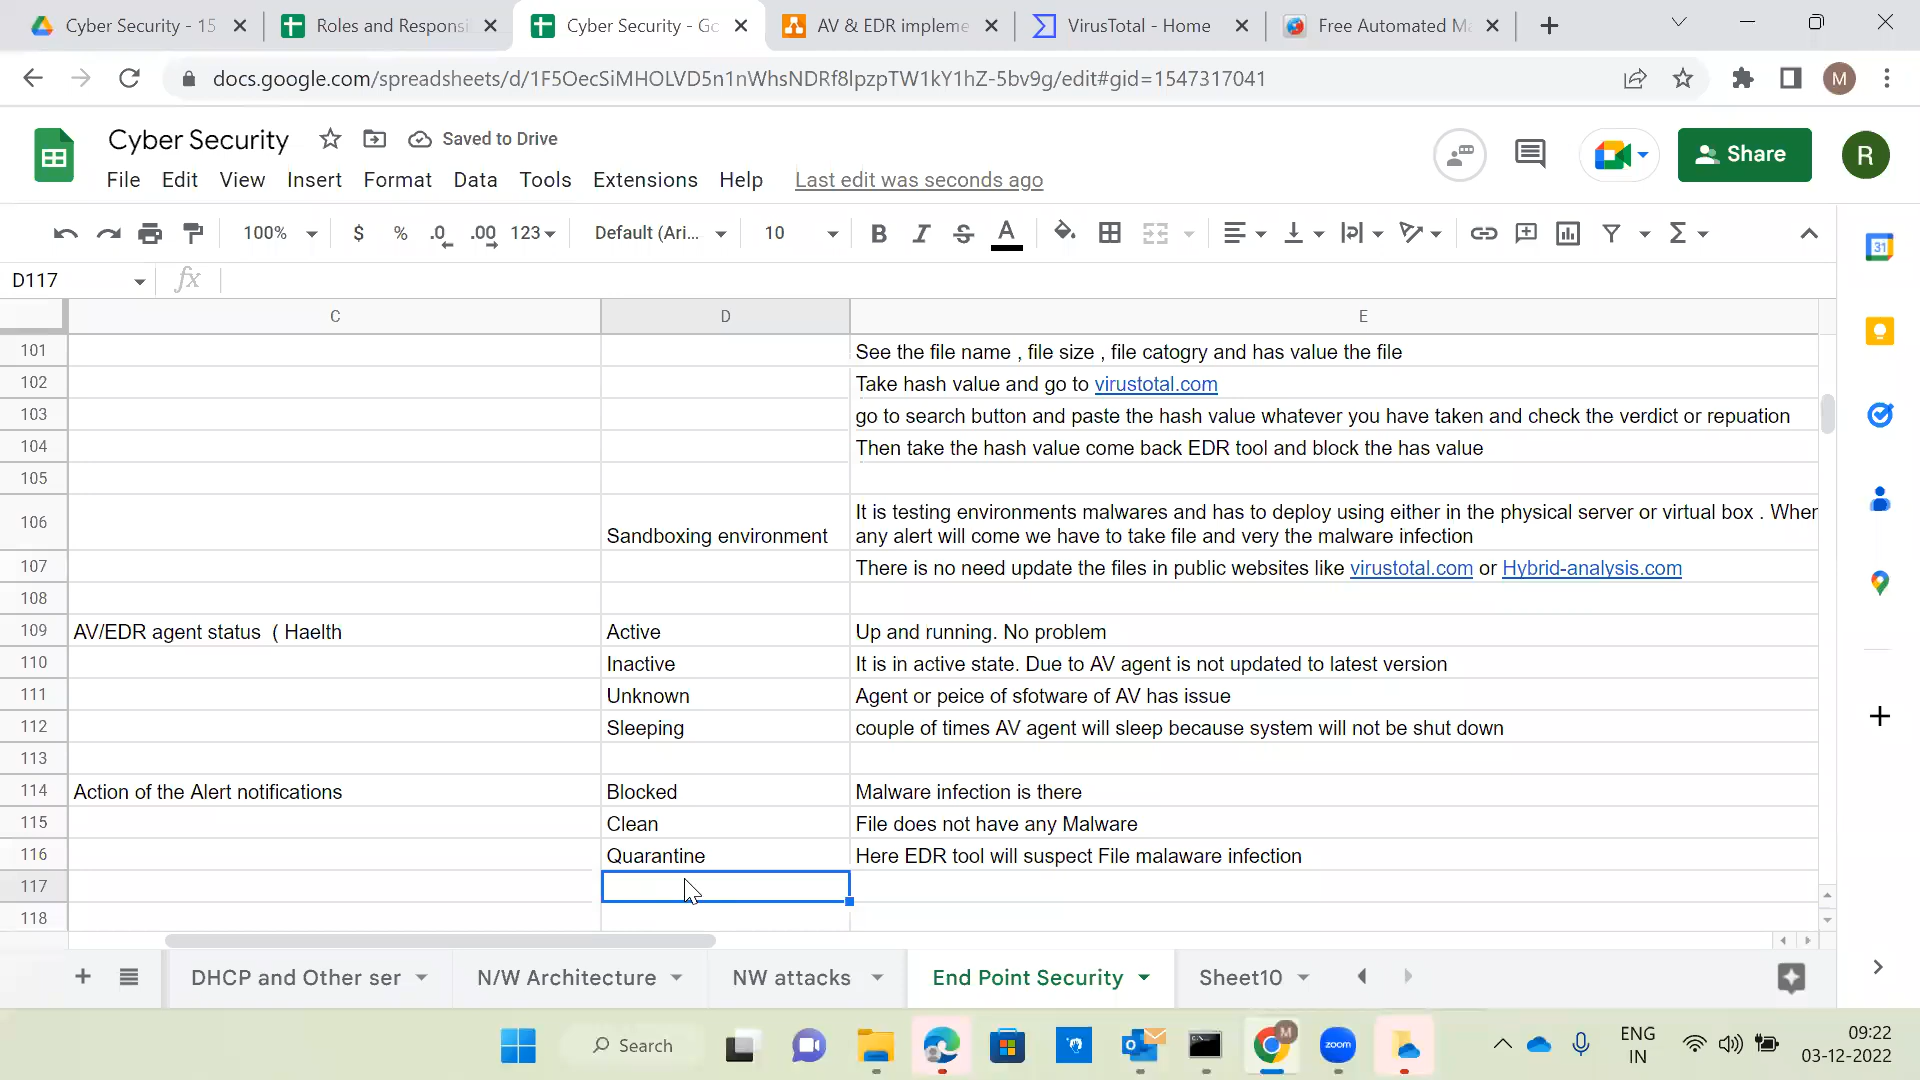 Cyber Security - 15
Roles and Responsi
Cyber Security - Go
AV & EDR impleme
VirusTotal - Home
Free Automated Ma
docs.google.com/spreadsheets/d/1F5OecSiMHOLVD5n1nWhsNDRf8lpzpTW1kY1hZ-5bv9g/edit#gid=1547317041
M
Cyber Security
Saved to Drive
Share
R
File Edit View Insert Format Data Tools Extensions Help Last edit was seconds ago
100% $ % .0 .00 123 Default (Ari... 10 B I S A
31
D117
fx
C D E
101 See the file name , file size , file catogry and has value the file
102 Take hash value and go to virustotal.com
103 go to search button and paste the hash value whatever you have taken and check the verdict or repuation
104 Then take the hash value come back EDR tool and block the has value
105
It is testing environments malwares and has to deploy using either in the physical server or virtual box . When
106 Sandboxing environment any alert will come we have to take file and very the malware infection
107 There is no need update the files in public websites like virustotal.com or Hybrid-analysis.com
108
109 AV/EDR agent status ( Haelth Active Up and running. No problem
110 Inactive It is in active state. Due to AV agent is not updated to latest version
111 Unknown Agent or peice of sfotware of AV has issue
112 Sleeping couple of times AV agent will sleep because system will not be shut down
113
114 Action of the Alert notifications Blocked Malware infection is there
115 Clean File does not have any Malware
116 Quarantine Here EDR tool will suspect File malaware infection
117
118
DHCP and Other ser
N/W Architecture
NW attacks
End Point Security
Sheet10
Search
M
zoom
ENG
IN
09:22
03-12-2022